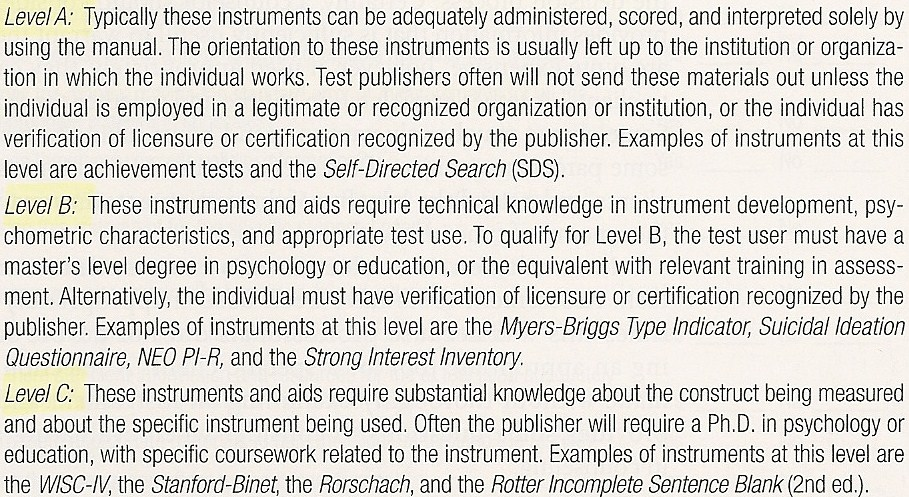 Level A: Typically these instruments can be adequately administered, scored, and interpreted solely by
using the manual. The orientation to these instruments is usually left up to the institution or organiza-
tion in which the individual works. Test publishers often will not send these materials out unless the
individual is employed in a legitimate or recognized organization or institution, or the individual has
verification of licensure or certification recognized by the publisher. Examples of instruments at this
level are achievement tests and the Self-Directed Search (SDS).
Level B: These instruments and aids require technical knowledge in instrument development, psy-
chometric characteristics, and appropriate test use. To qualify for Level B, the test user must have a
master's level degree in psychology or education, or the equivalent with relevant training in assess-
ment. Alternatively, the individual must have verification of licensure or certification recognized by the
publisher. Examples of instruments at this level are the Myers-Briggs Type Indicator, Suicidal Ideation
Questionnaire, NEO PI-R, and the Strong Interest Inventory.
Level C: These instruments and aids require substantial knowledge about the construct being measured
and about the specific instrument being used. Often the publisher will require a Ph.D. in psychology or
education, with specific coursework related to the instrument. Examples of instruments at this level are
the WISC-IV, the Stanford-Binet, the Rorschach, and the Rotter Incomplete Sentence Blank (2nd ed.).